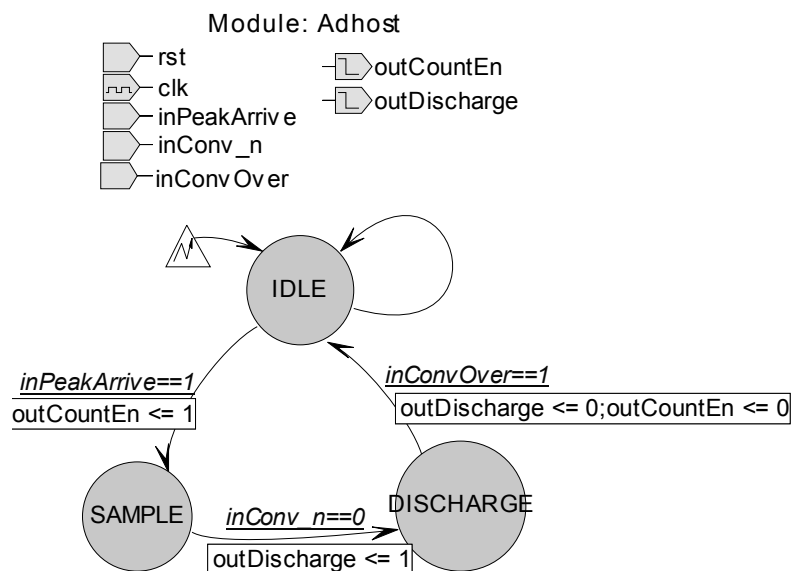 Module: Adhost
rst
clk
inPeakArrive
inConv_n
inConvOver
outCountEn
outDischarge
IDLE
inPeakArrive==1
outCountEn <= 1
inConvOver==1
outDischarge <= 0;outCountEn <= 0
SAMPLE
inConv_n==0
outDischarge <= 1
DISCHARGE